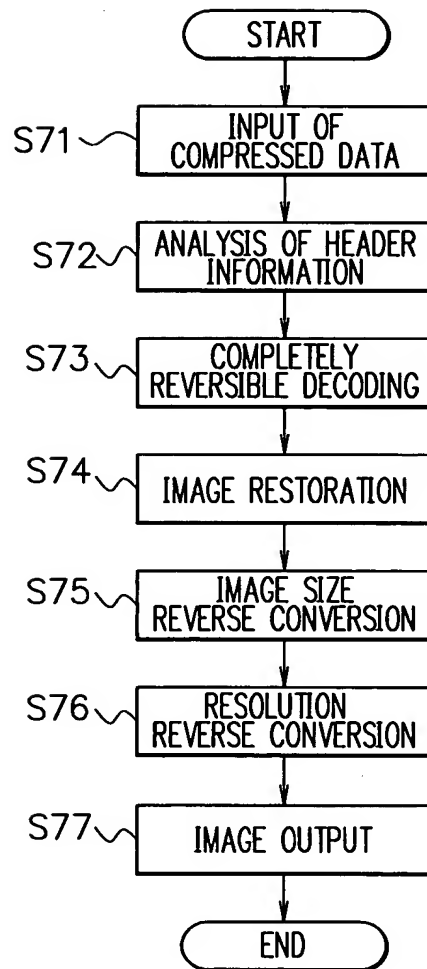 START
S71
INPUT OF
COMPRESSED DATA
S72
ANALYSIS OF HEADER
INFORMATION
S73
COMPLETELY
REVERSIBLE DECODING
S74
IMAGE RESTORATION
S75
IMAGE SIZE
REVERSE CONVERSION
S76
RESOLUTION
REVERSE CONVERSION
S77
IMAGE OUTPUT
END